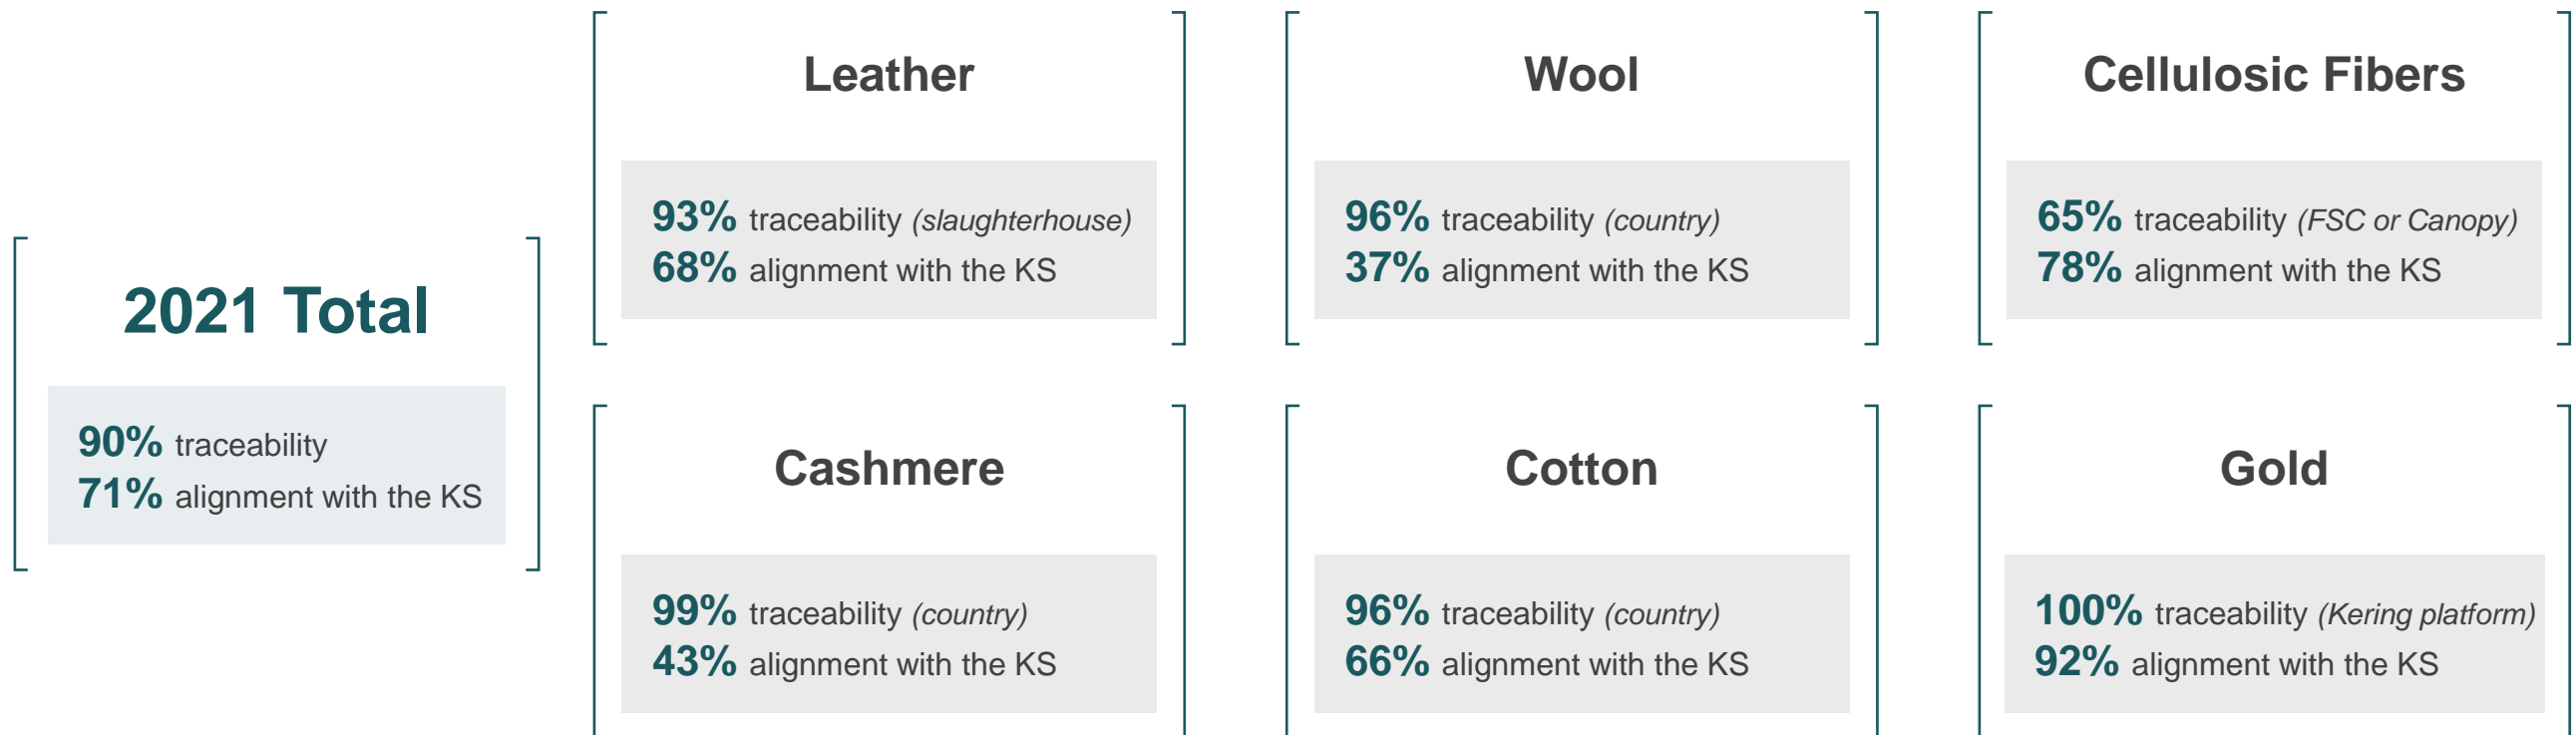 2021 Total
90% traceability
71% alignment with the KS
Leather
93% traceability (slaughterhouse)
68% alignment with the KS
Wool
96% traceability (country)
37% alignment with the KS
Cellulosic Fibers
65% traceability (FSC or Canopy)
78% alignment with the KS
Cashmere
99% traceability (country)
43% alignment with the KS
Cotton
96% traceability (country)
66% alignment with the KS
Gold
100% traceability (Kering platform)
92% alignment with the KS